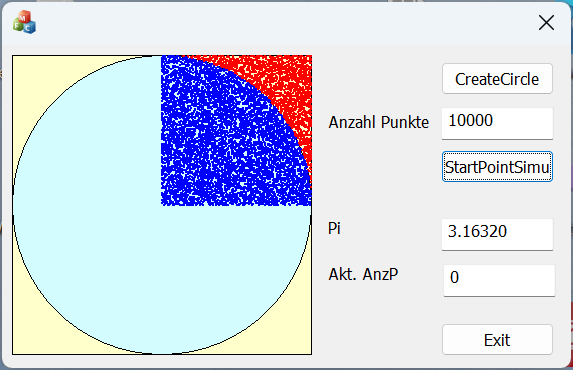 CreateCircle
Anzahl Punkte 10000
StartPointSimu
Pi 3.16320
Akt. AnzP 0
Exit